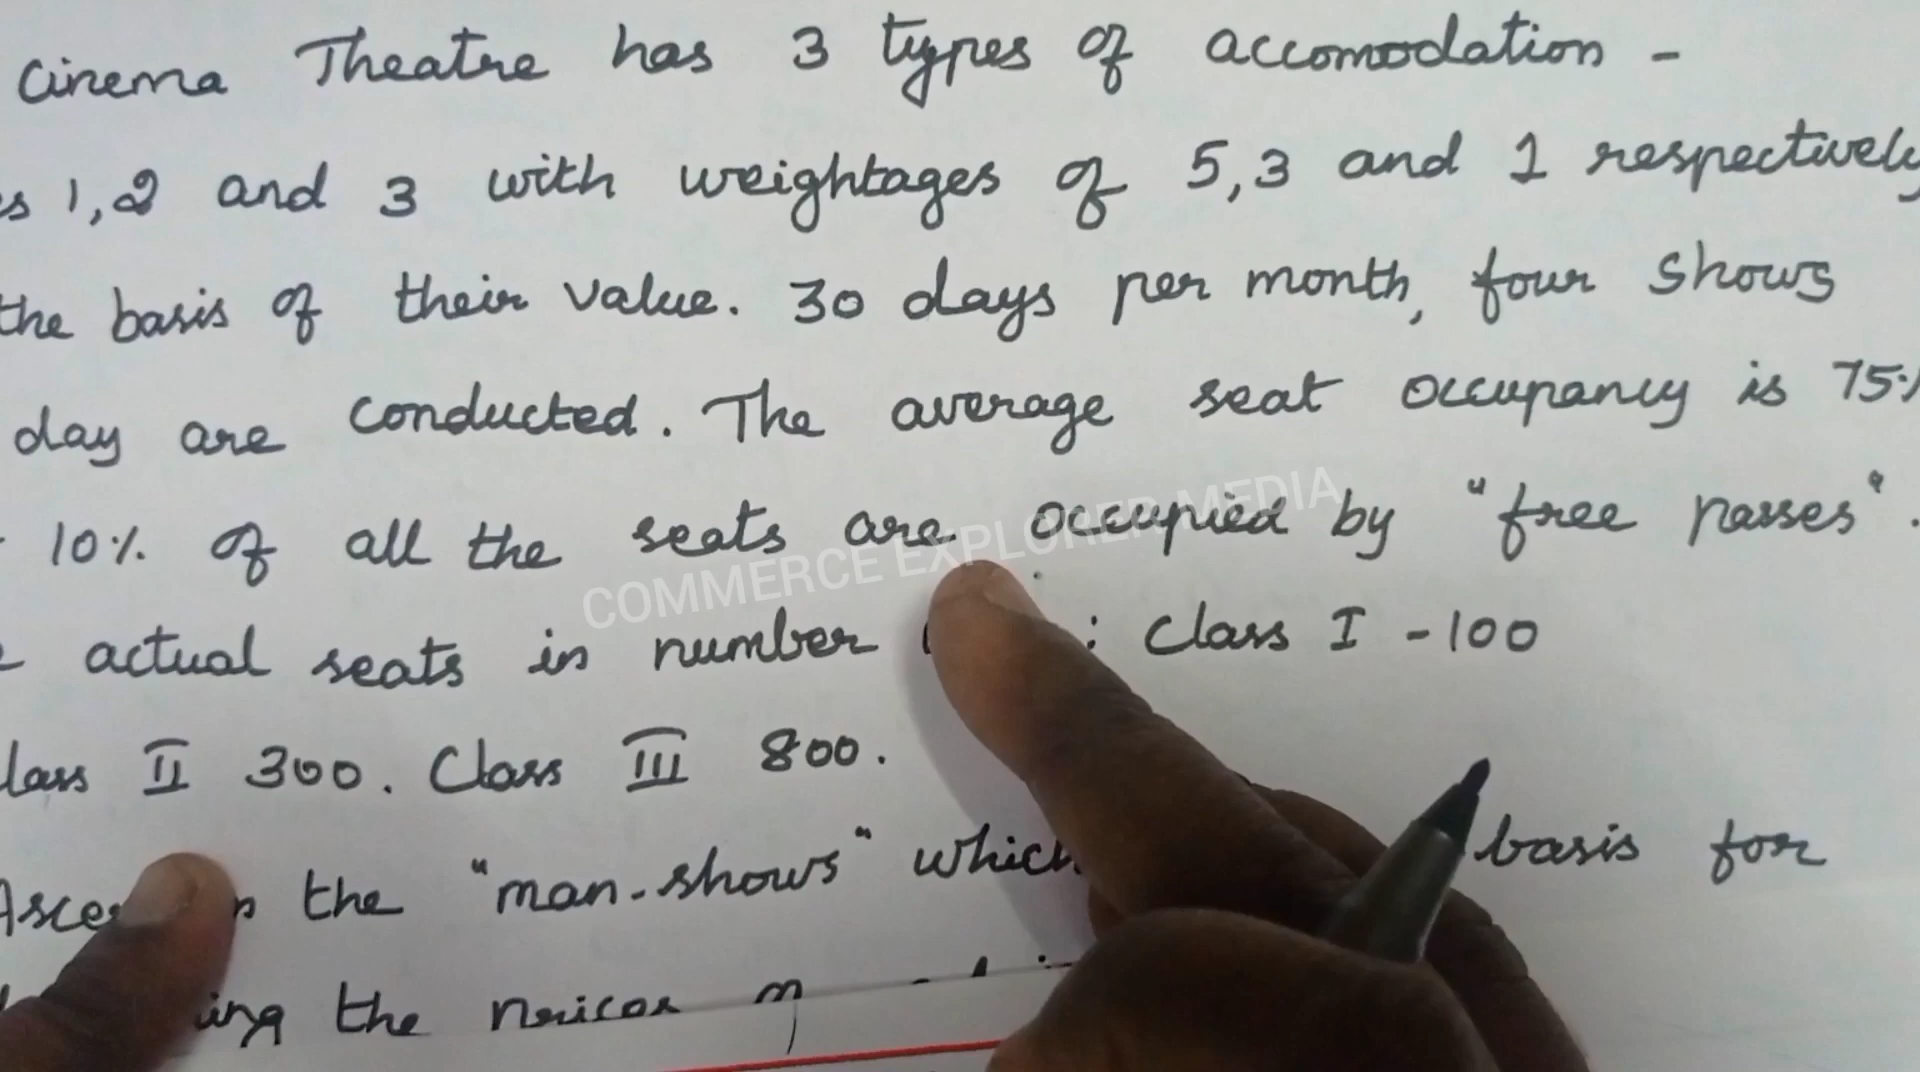 Cinema Theatre has 3 types of accomodation -
s 1,2 and 3 with weightages of 5,3 and 1 respectively
the basis of their value. 30 days per month, four shows
day are conducted. The average seat occupancy is 75%
10% of all the seats are occupied by "free passes".
actual seats in number : Class I - 100
lass II 300. Class III 800.
the "man-shows" which basis for
ing the
COMMERCE EXPLORER MEDIA